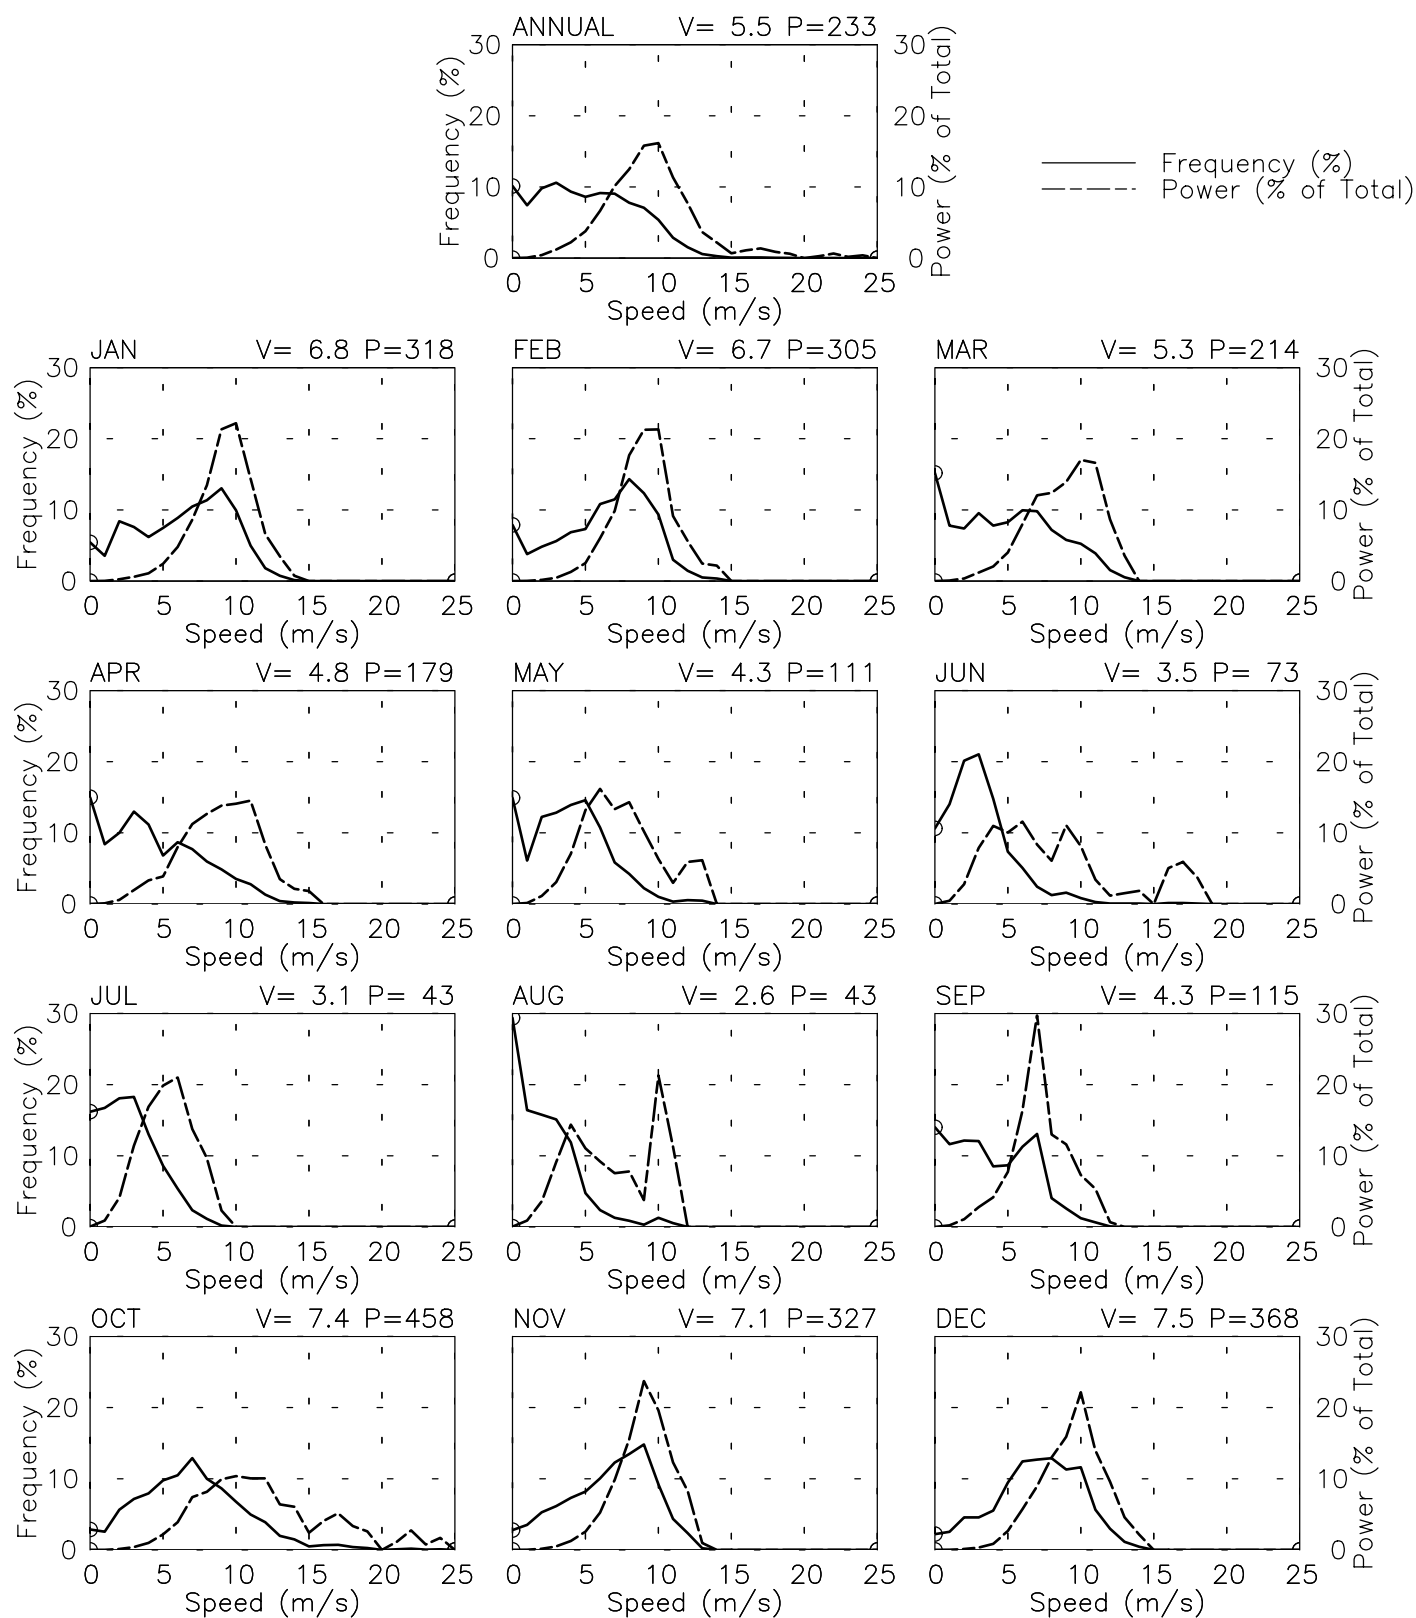 ANNUAL V= 5.5 P=233
30 30
20 20
10 10
0 0
Frequency (%)
Power (% of Total)
0 5 10 15 20 25
Speed (m/s)
Frequency (%)
Power (% of Total)
JAN V= 6.8 P=318
FEB V= 6.7 P=305
MAR V= 5.3 P=214
30 30
20 20
10 10
0 0
Frequency (%)
Power (% of Total)
0 5 10 15 20 25 0 5 10 15 20 25 0 5 10 15 20 25
Speed (m/s) Speed (m/s) Speed (m/s)
APR V= 4.8 P=179
MAY V= 4.3 P=111
JUN V= 3.5 P= 73
30 30
20 20
10 10
0 0
Frequency (%)
Power (% of Total)
0 5 10 15 20 25 0 5 10 15 20 25 0 5 10 15 20 25
Speed (m/s) Speed (m/s) Speed (m/s)
JUL V= 3.1 P= 43
AUG V= 2.6 P= 43
SEP V= 4.3 P=115
30 30
20 20
10 10
0 0
Frequency (%)
Power (% of Total)
0 5 10 15 20 25 0 5 10 15 20 25 0 5 10 15 20 25
Speed (m/s) Speed (m/s) Speed (m/s)
OCT V= 7.4 P=458
NOV V= 7.1 P=327
DEC V= 7.5 P=368
30 30
20 20
10 10
0 0
Frequency (%)
Power (% of Total)
0 5 10 15 20 25 0 5 10 15 20 25 0 5 10 15 20 25
Speed (m/s) Speed (m/s) Speed (m/s)